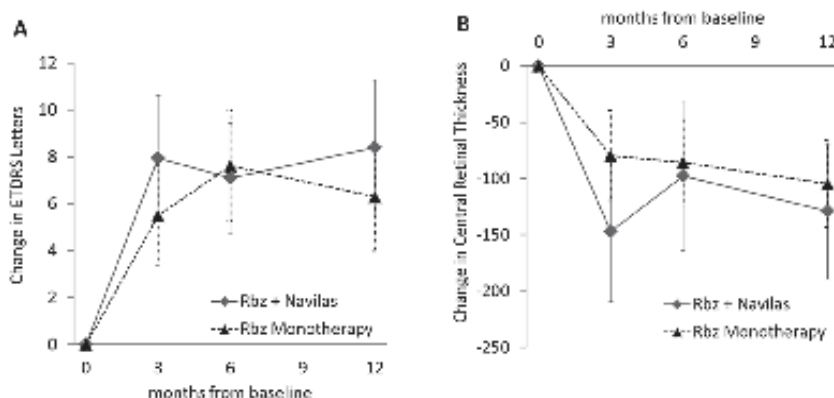 A
Change in ETDRS Letters
12
10
8
6
4
2
0
Rbz + Navilas
Rbz Monotherapy
0 3 6 9 12
months from baseline
B
months from baseline
0 3 6 9 12
Change in Central Retinal Thickness
0
-50
-100
-150
-200
-250
Rbz + Navilas
Rbz Monotherapy